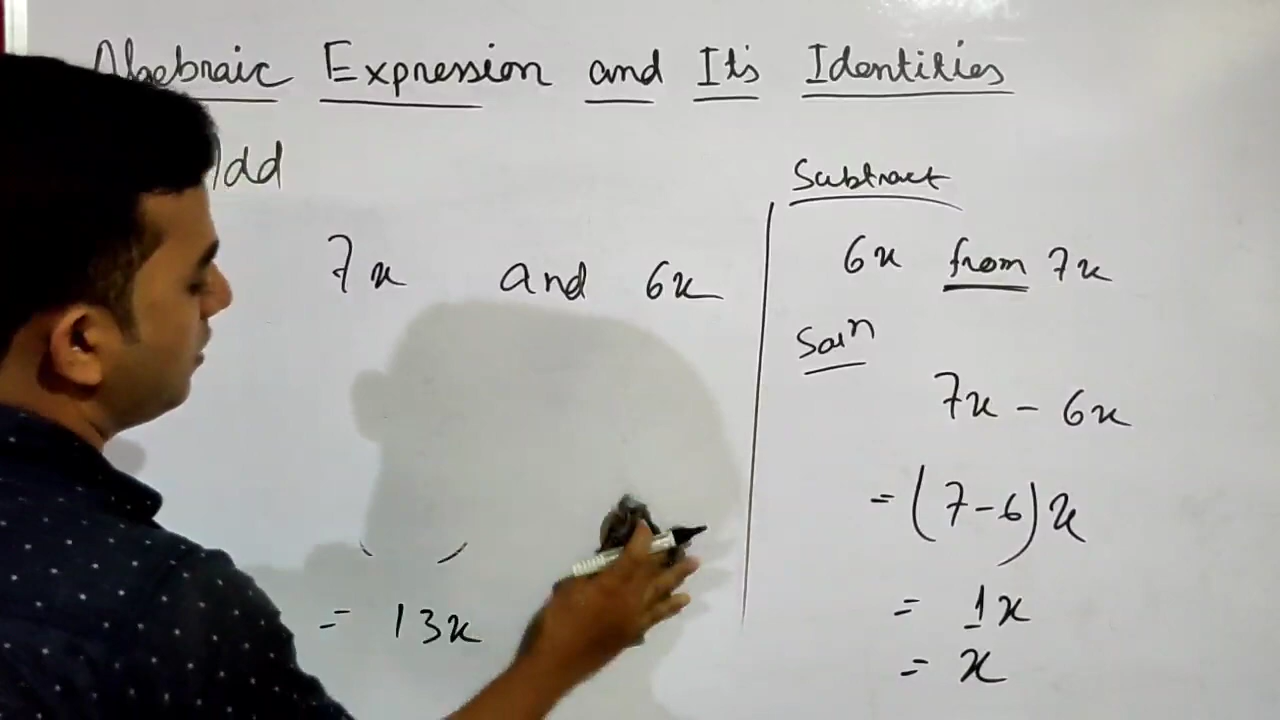 Algebraic Expression and Its Identities
Add
7x and 6x
= 13x
Subtract
6x from 7x
Solⁿ
7x - 6x
= (7-6)x
= 1x
= x